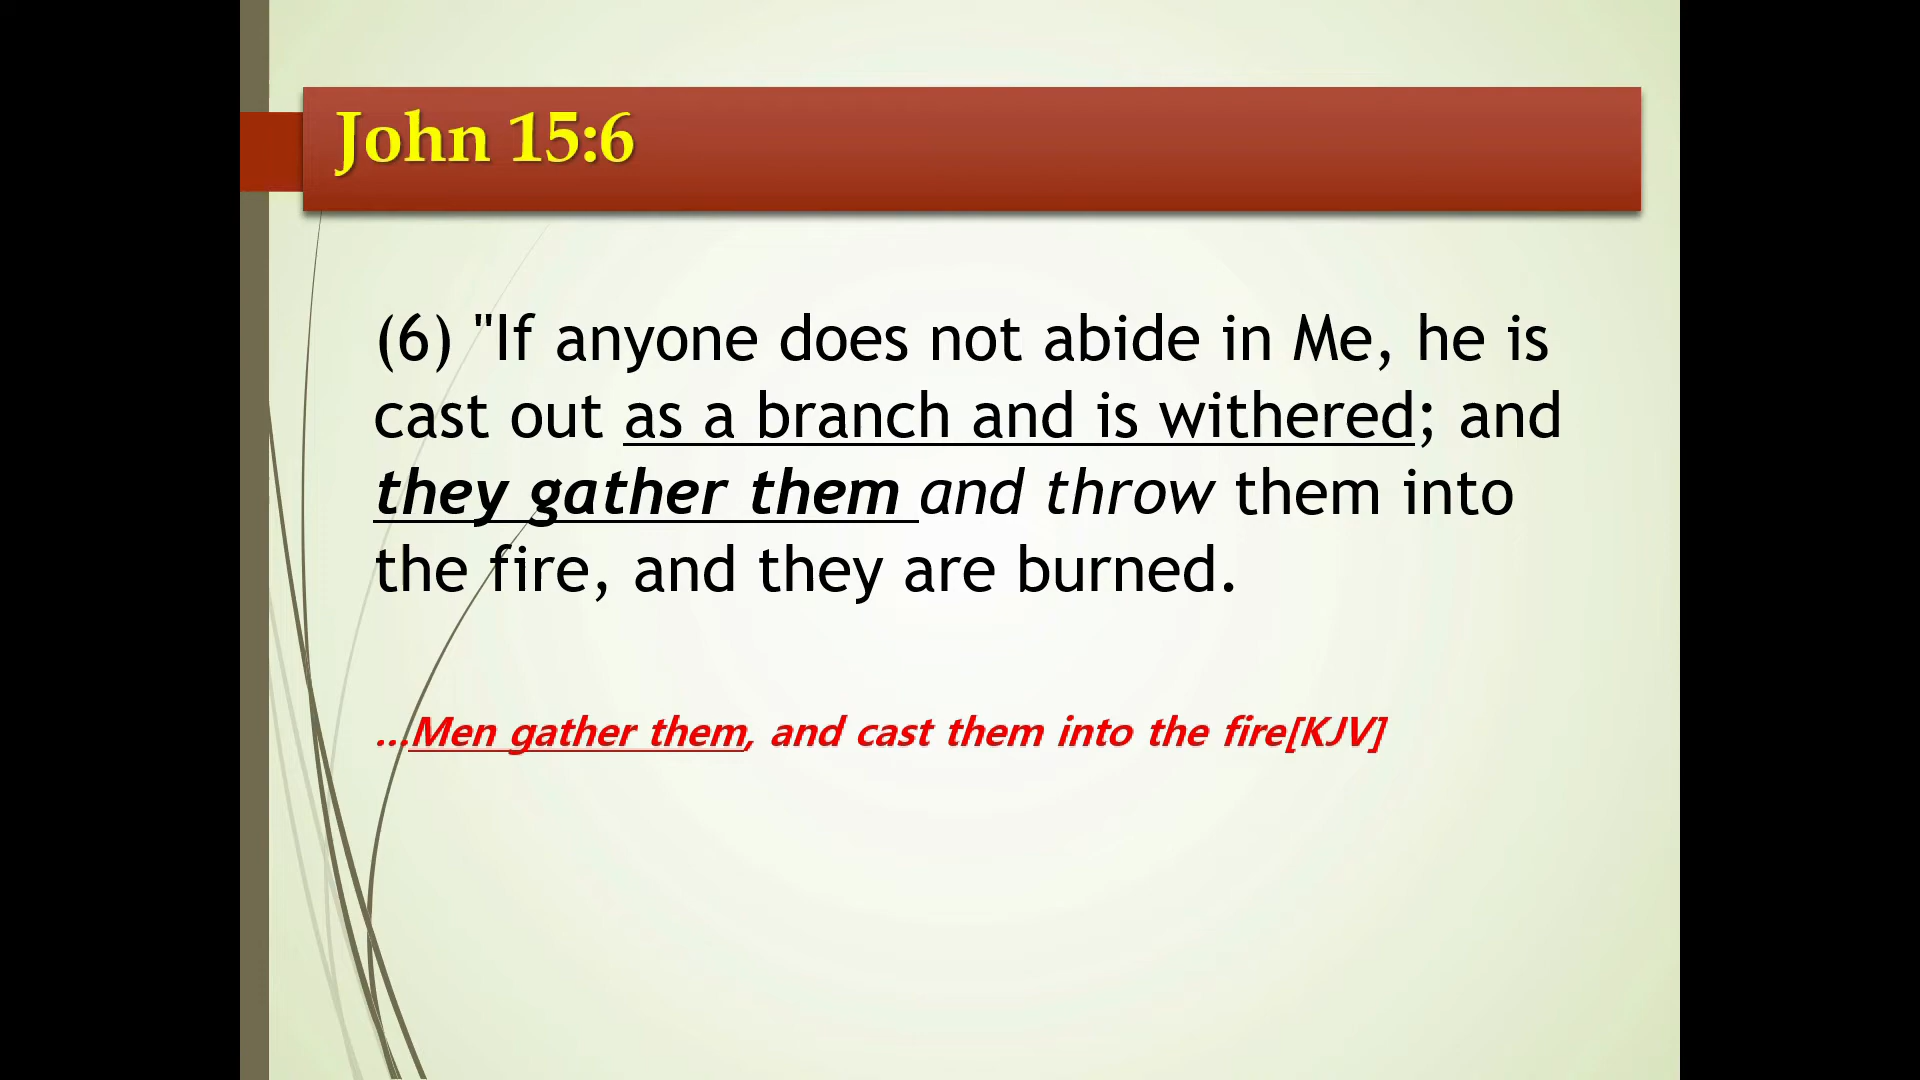 John 15:6
(6) "If anyone does not abide in Me, he is
cast out as a branch and is withered; and
they gather them and throw them into
the fire, and they are burned.
...Men gather them, and cast them into the fire[KJV]